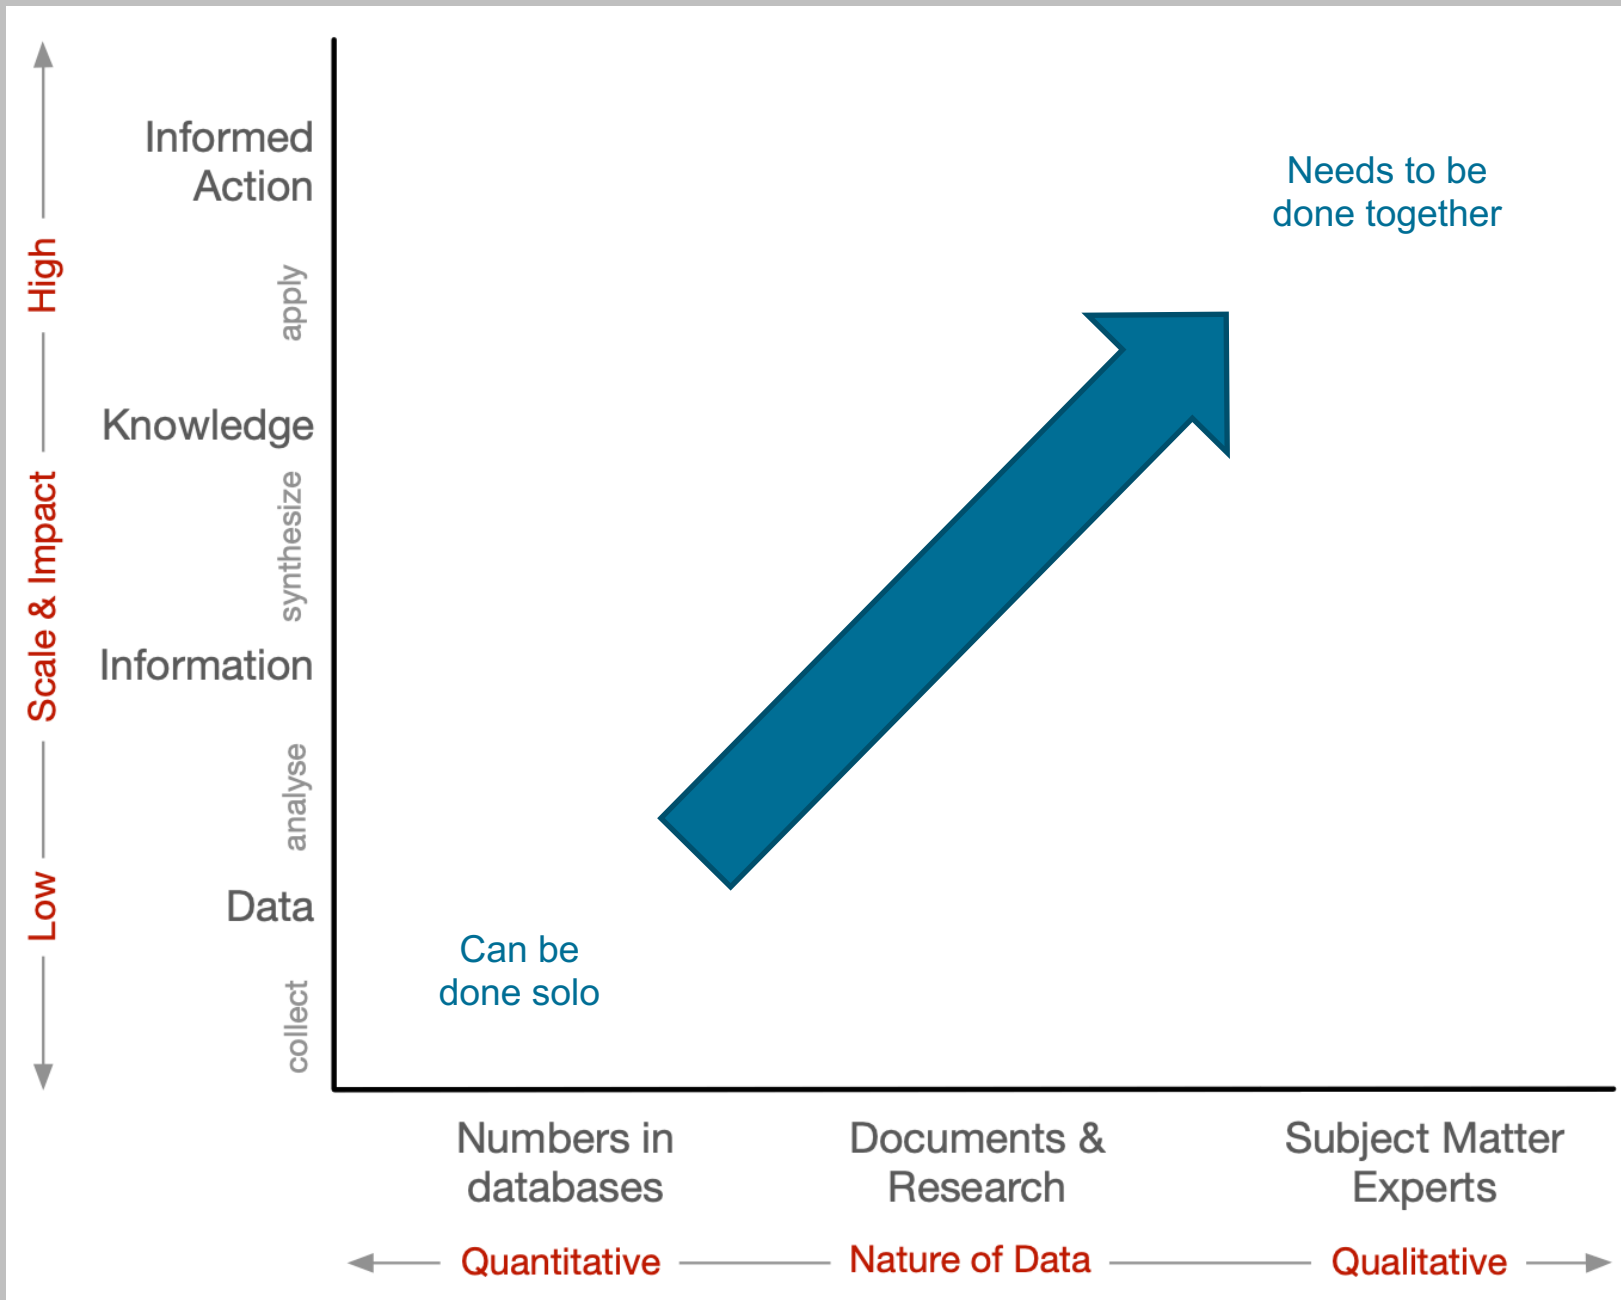 Informed
Action
Needs to be
done together
High
apply
Knowledge
Scale & Impact
synthesize
Information
analyse
Low
Data
Can be
done solo
collect
Numbers in
databases
Documents &
Research
Subject Matter
Experts
Quantitative
Nature of Data
Qualitative